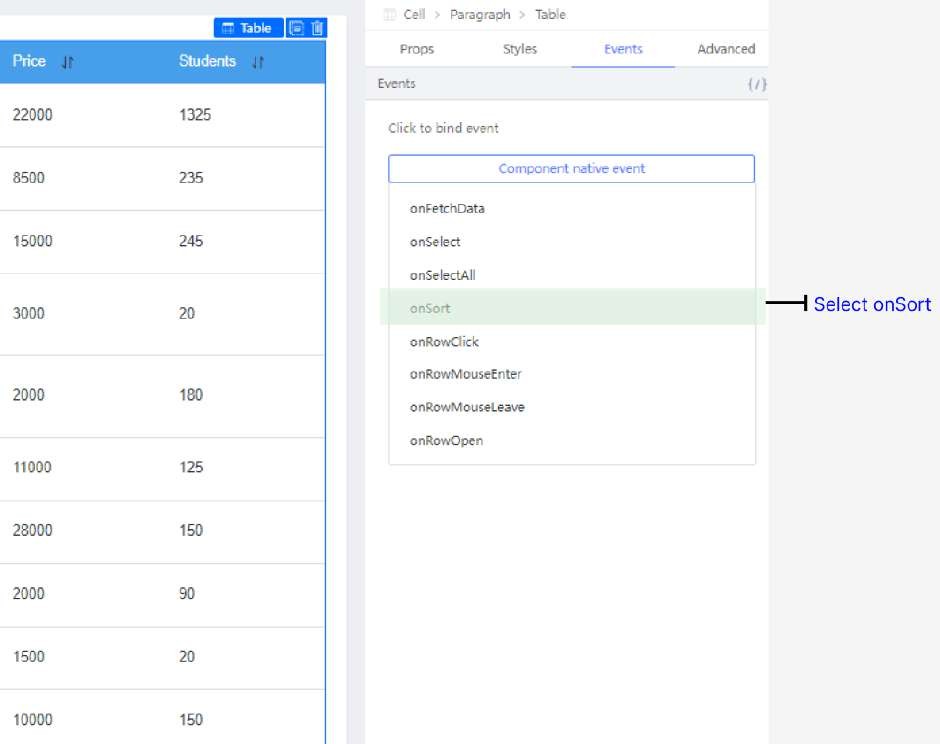 Table
Price Students
22000 1325
8500 235
15000 245
3000 20
2000 180
11000 125
28000 150
2000 90
1500 20
10000 150
Cell > Paragraph > Table
Props Styles Events Advanced
Events {/}
Click to bind event
Component native event
onFetchData
onSelect
onSelectAll
onSort
onRowClick
onRowMouseEnter
onRowMouseLeave
onRowOpen
Select onSort